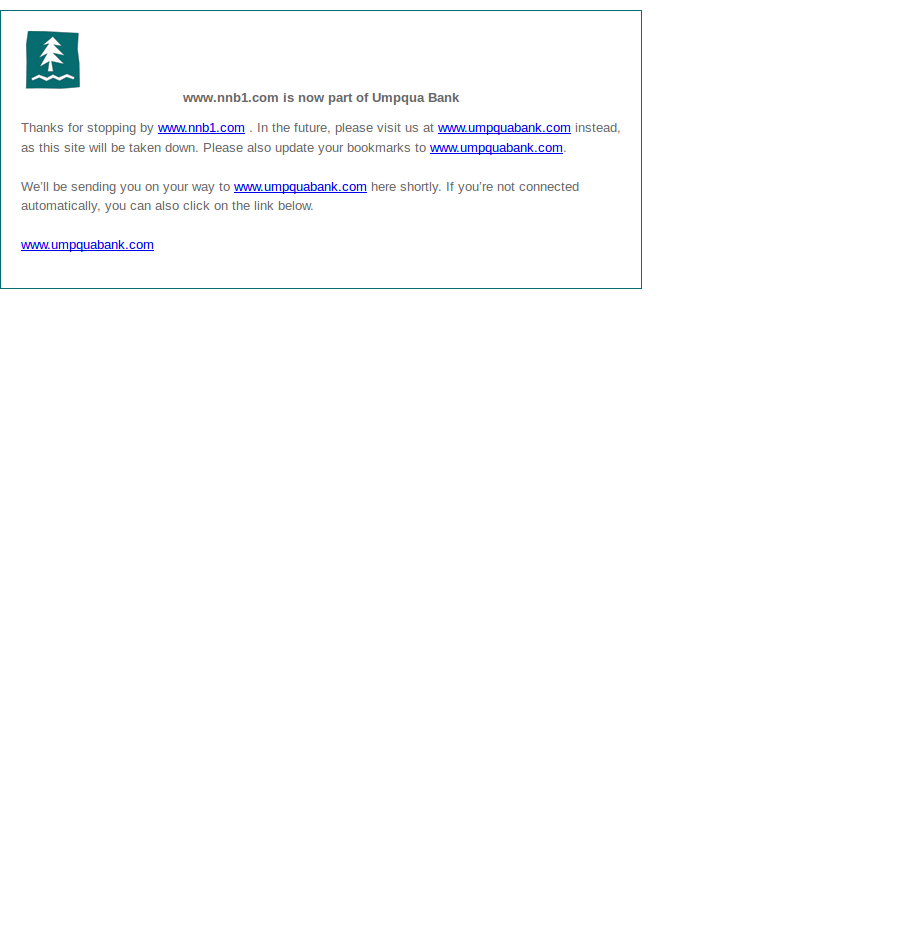 www.nnb1.com is now part of Umpqua Bank
Thanks for stopping by www.nnb1.com . In the future, please visit us at www.umpquabank.com instead,
as this site will be taken down. Please also update your bookmarks to www.umpquabank.com.
We’ll be sending you on your way to www.umpquabank.com here shortly. If you’re not connected
automatically, you can also click on the link below.
www.umpquabank.com